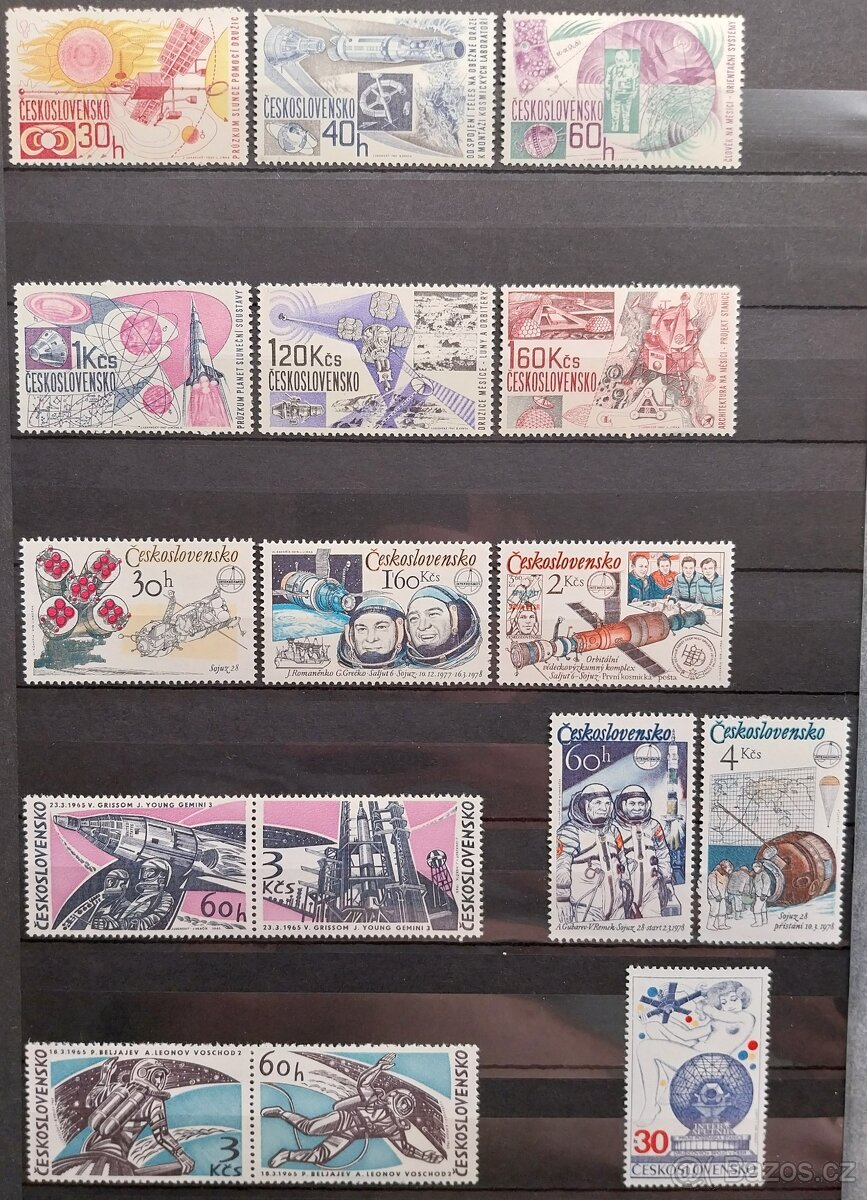 ČESKOSLOVENSKO
30h
PRŮZKUM SLUNCE POMOCÍ DRUŽIC
ČESKOSLOVENSKO
40h
OD SPOJENÍ TĚLES NA OBĚŽNÉ DRÁZE
K MONTÁŽI KOSMICKÝCH LABORATOŘÍ
ČESKOSLOVENSKO
60h
ČLOVĚK NA MĚSÍCI - ORIENTAČNÍ SYSTÉMY
1Kčs
ČESKOSLOVENSKO
PRŮZKUM PLANET SLUNEČNÍ SOUSTAVY
120Kčs
ČESKOSLOVENSKO
DRUŽICE MĚSÍCE - LUNY A ORBITERY
160Kčs
ČESKOSLOVENSKO
ARCHITEKTURA NA MĚSÍCI - PROJEKT STANICE
Československo
30h
Sojuz 28
Československo
1'60 Kčs
J. Romaněnko G. Grečko · Saljut 6 - Sojuz · 10.12.1977-16.3.1978
Československo
2 Kčs
Orbitální
vědeckovýzkumný komplex
Saljut 6 - Sojuz · První kosmická pošta
Československo
60h
A. Gubarev - V. Remek · Sojuz 28 · start 2.3.1978
Československo
4 Kčs
Sojuz 28
přistání 10.3.1978
ČESKOSLOVENSKO
23.3.1965 V. GRISSOM J. YOUNG GEMINI 3
60h
3
Kčs
23.3.1965 V. GRISSOM J. YOUNG GEMINI 3
ČESKOSLOVENSKO
ČESKOSLOVENSKO
18.3.1965 P. BELJAJEV A. LEONOV VOSCHOD 2
3
Kčs
60h
18.3.1965 P. BELJAJEV A. LEONOV VOSCHOD 2
ČESKOSLOVENSKO
INTER
30
ČESKOSLOVENSKO
Bazos.cz